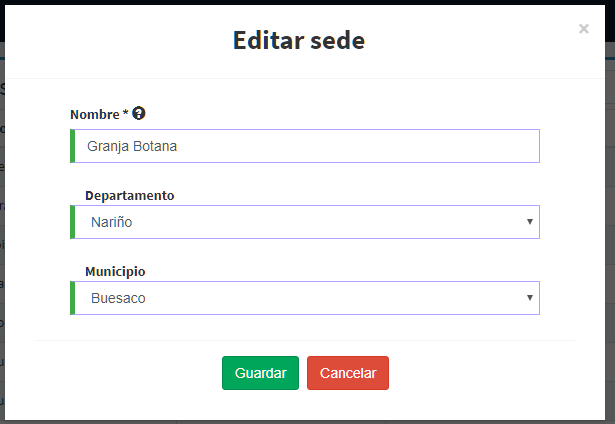 Editar sede
×
Nombre * ?
Granja Botana
Departamento
Nariño
Municipio
Buesaco
Guardar Cancelar